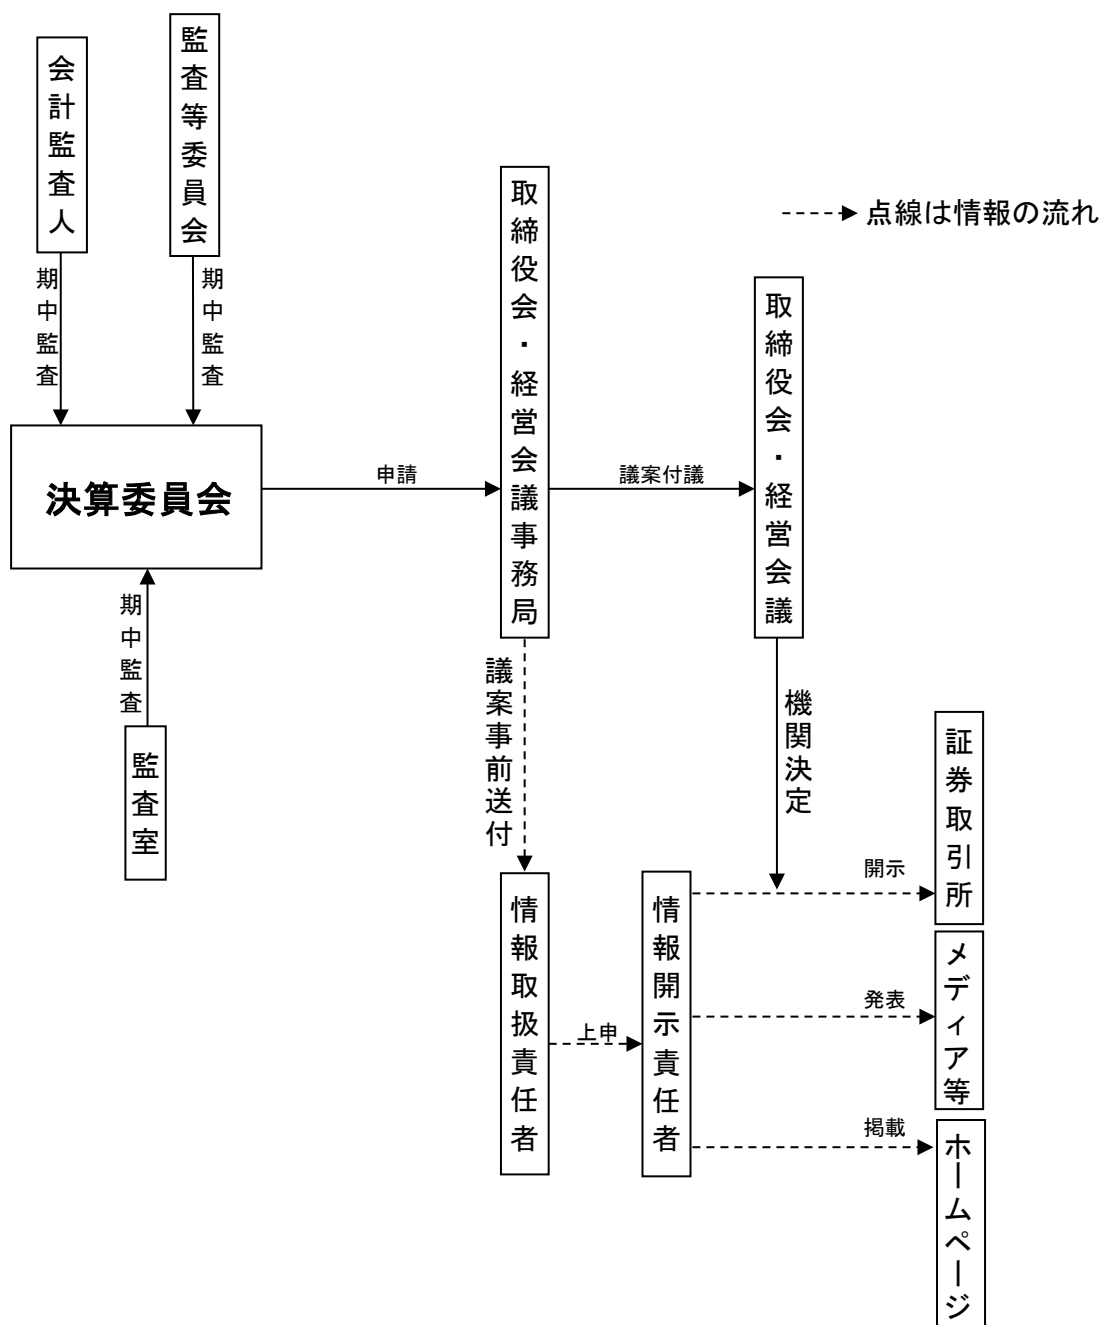 会計監査人
監査等委員会
期中監査
期中監査
取締役会・経営会議事務局
点線は情報の流れ
取締役会・経営会議
決算委員会
申請
議案付議
期中監査
監査室
議案事前送付
機関決定
証券取引所
開示
情報取扱責任者
上申
情報開示責任者
メディア等
発表
掲載
ホームページ